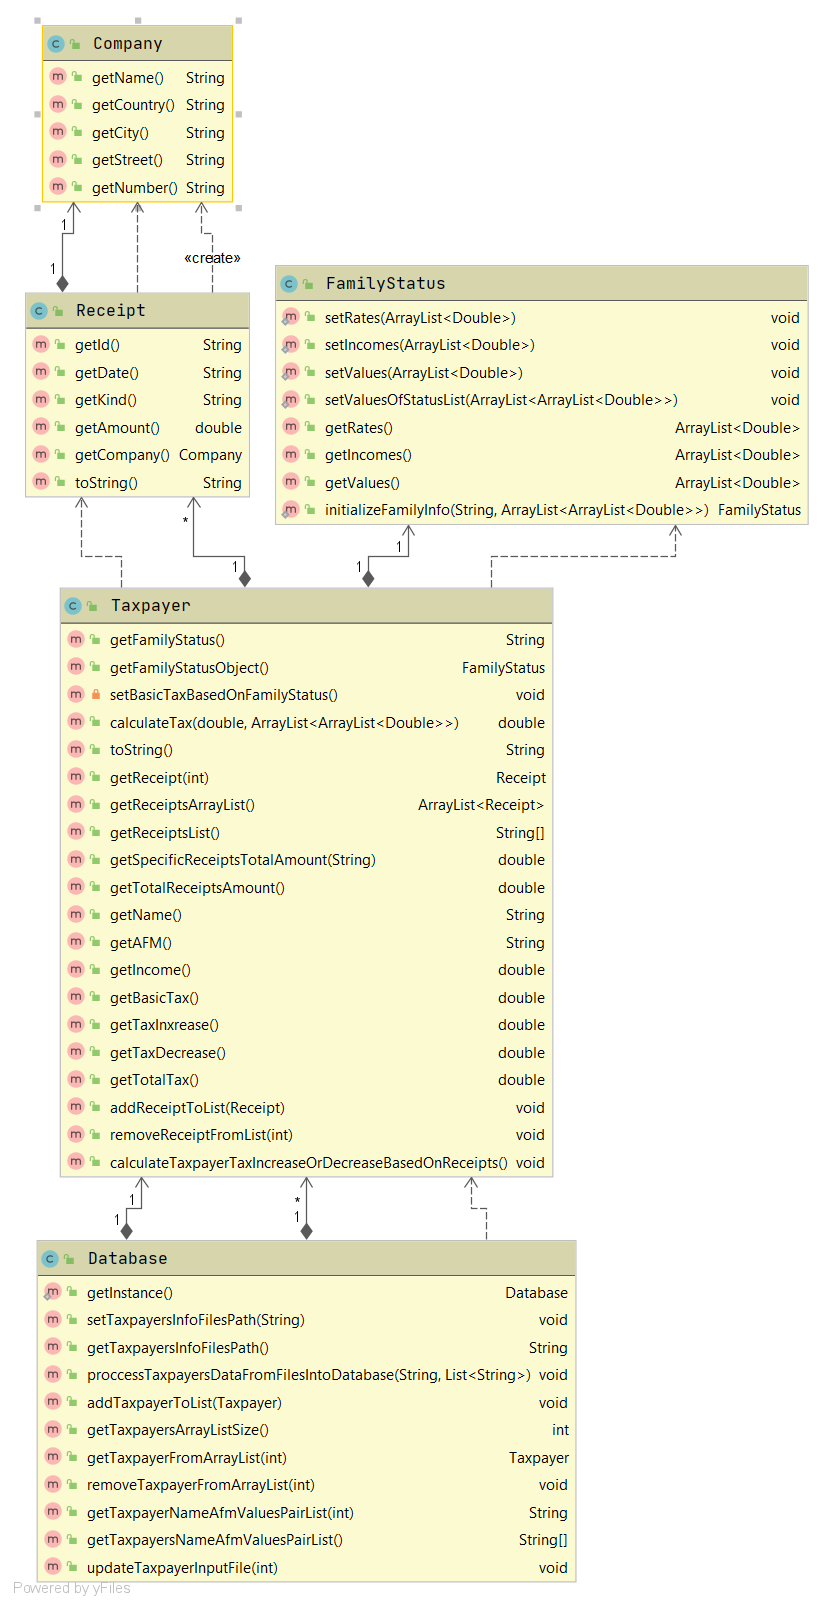 Company
getName() String
getCountry() String
getCity() String
getStreet() String
getNumber() String
1
1
«create»
Receipt
getId() String
getDate() String
getKind() String
getAmount() double
getCompany() Company
toString() String
FamilyStatus
setRates(ArrayList<Double>) void
setIncomes(ArrayList<Double>) void
setValues(ArrayList<Double>) void
setValuesOfStatusList(ArrayList<ArrayList<Double>>) void
getRates() ArrayList<Double>
getIncomes() ArrayList<Double>
getValues() ArrayList<Double>
initializeFamilyInfo(String, ArrayList<ArrayList<Double>>) FamilyStatus
*
1
1
1
Taxpayer
getFamilyStatus() String
getFamilyStatusObject() FamilyStatus
setBasicTaxBasedOnFamilyStatus() void
calculateTax(double, ArrayList<ArrayList<Double>>) double
toString() String
getReceipt(int) Receipt
getReceiptsArrayList() ArrayList<Receipt>
getReceiptsList() String[]
getSpecificReceiptsTotalAmount(String) double
getTotalReceiptsAmount() double
getName() String
getAFM() String
getIncome() double
getBasicTax() double
getTaxInxrease() double
getTaxDecrease() double
getTotalTax() double
addReceiptToList(Receipt) void
removeReceiptFromList(int) void
calculateTaxpayerTaxIncreaseOrDecreaseBasedOnReceipts() void
1
1
*
1
Database
getInstance() Database
setTaxpayersInfoFilesPath(String) void
getTaxpayersInfoFilesPath() String
proccessTaxpayersDataFromFilesIntoDatabase(String, List<String>) void
addTaxpayerToList(Taxpayer) void
getTaxpayersArrayListSize() int
getTaxpayerFromArrayList(int) Taxpayer
removeTaxpayerFromArrayList(int) void
getTaxpayerNameAfmValuesPairList(int) String
getTaxpayersNameAfmValuesPairList() String[]
updateTaxpayerInputFile(int) void
Powered by yFiles